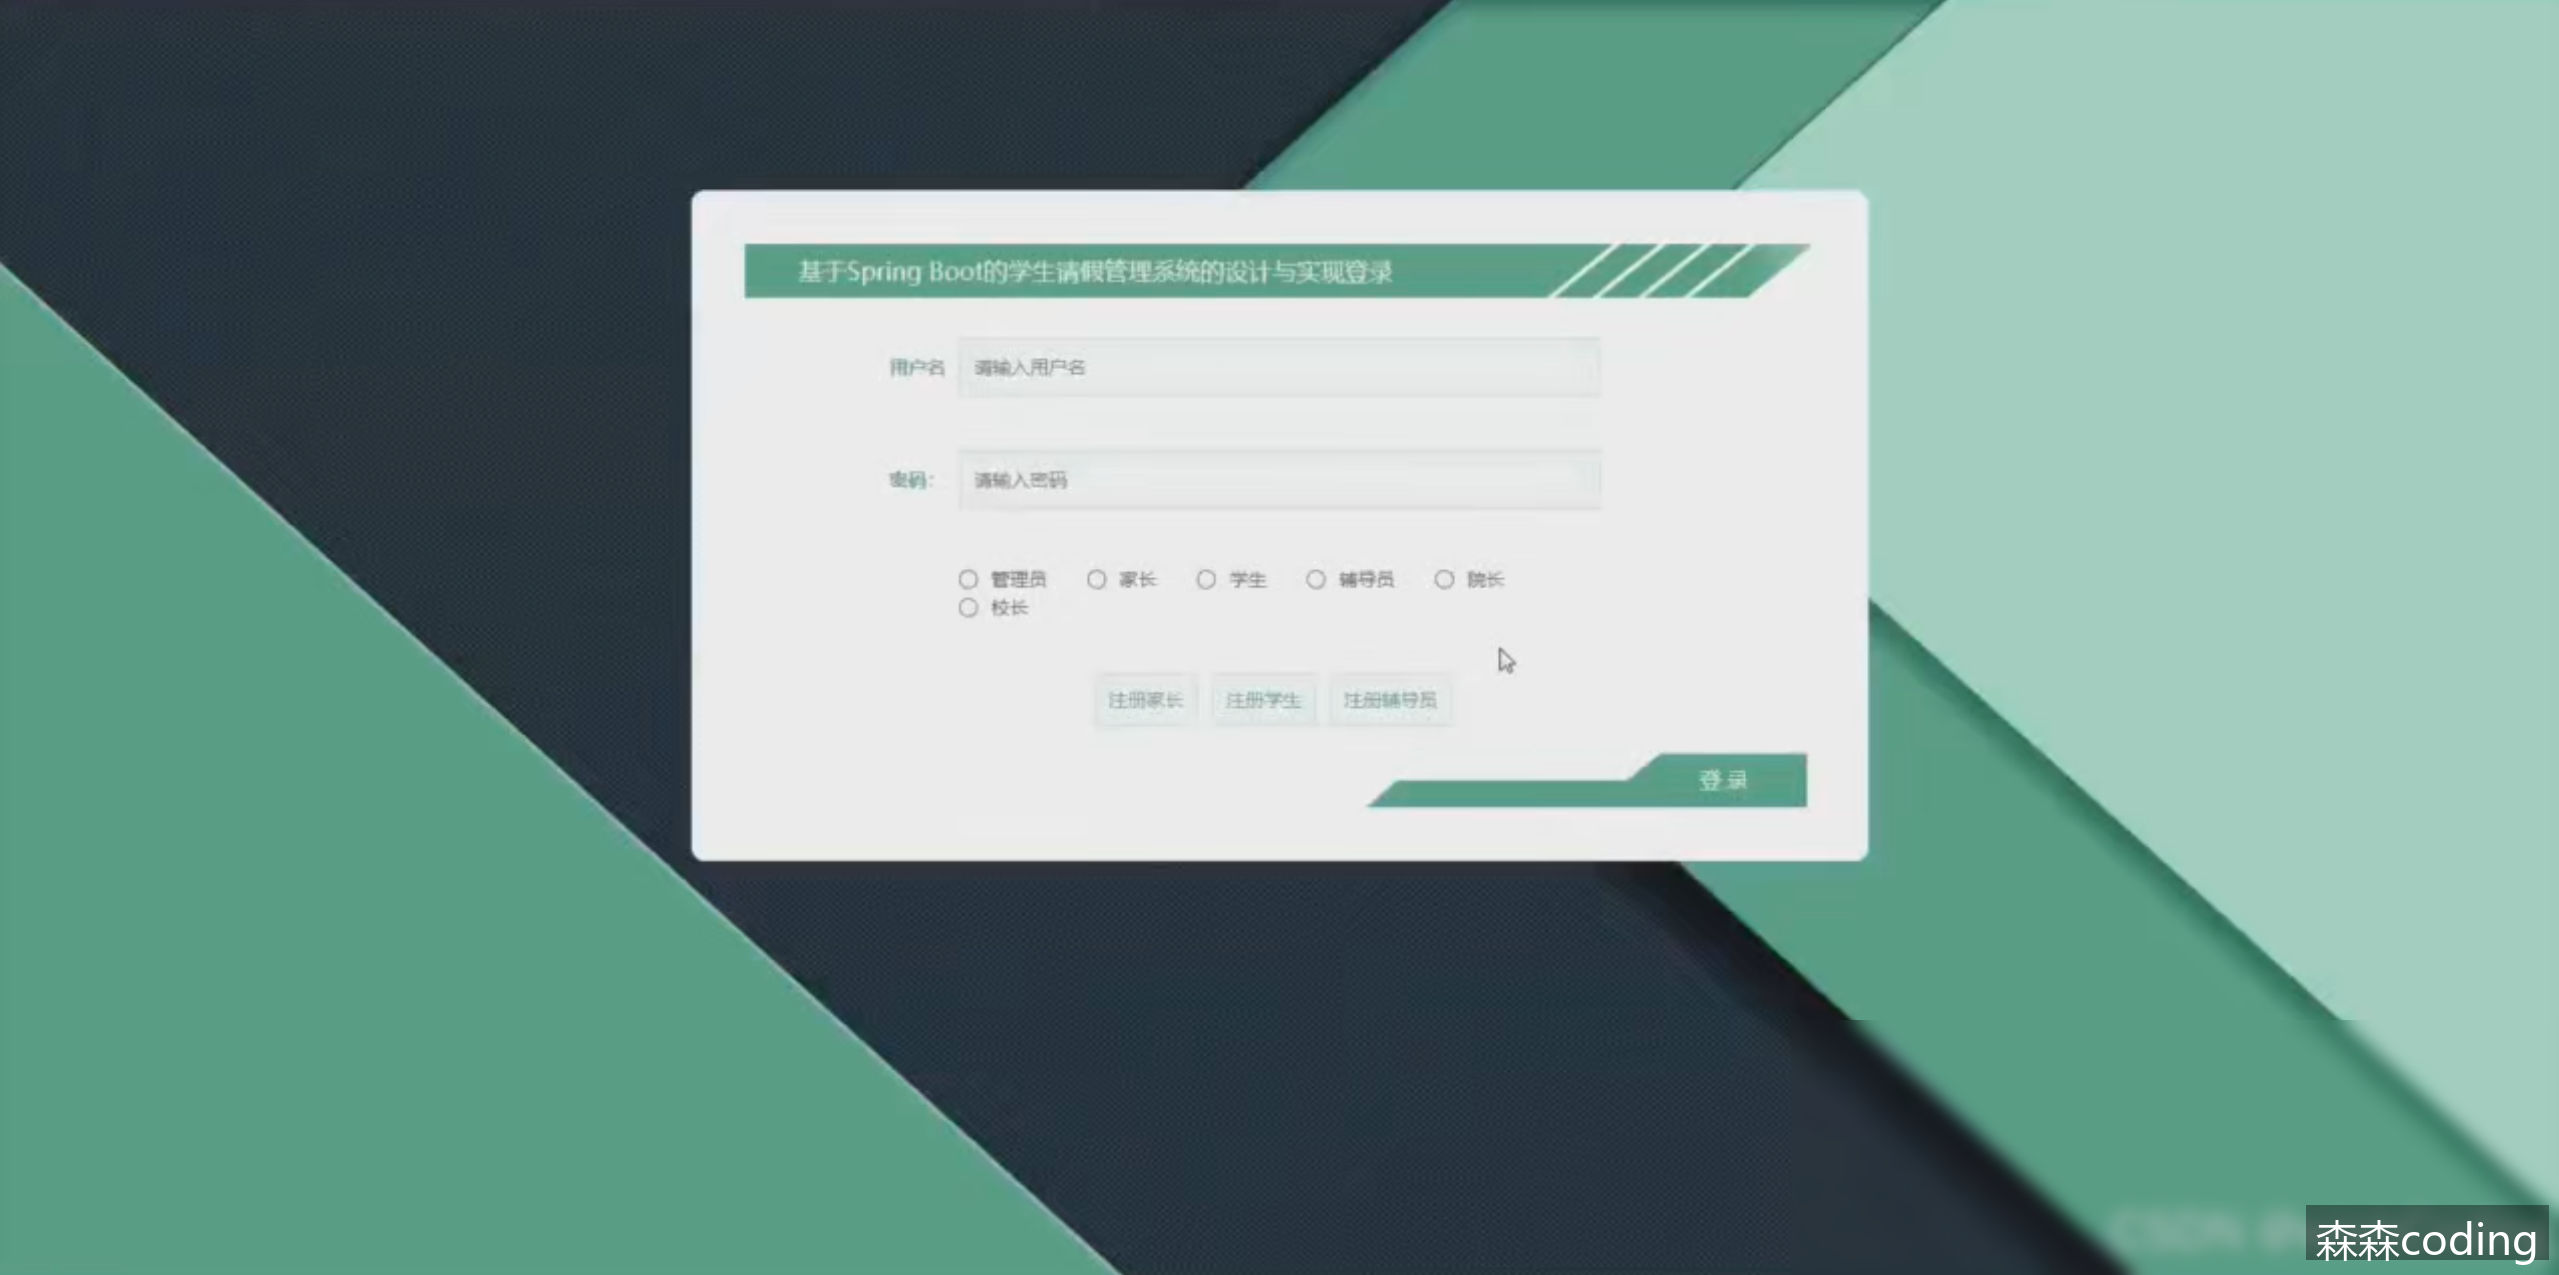 基于Spring Boot的学生请假管理系统的设计与实现登录
用户名 请输入用户名
密码： 请输入密码
管理员 家长 学生 辅导员 院长
校长
注册家长 注册学生 注册辅导员
登 录
森森coding